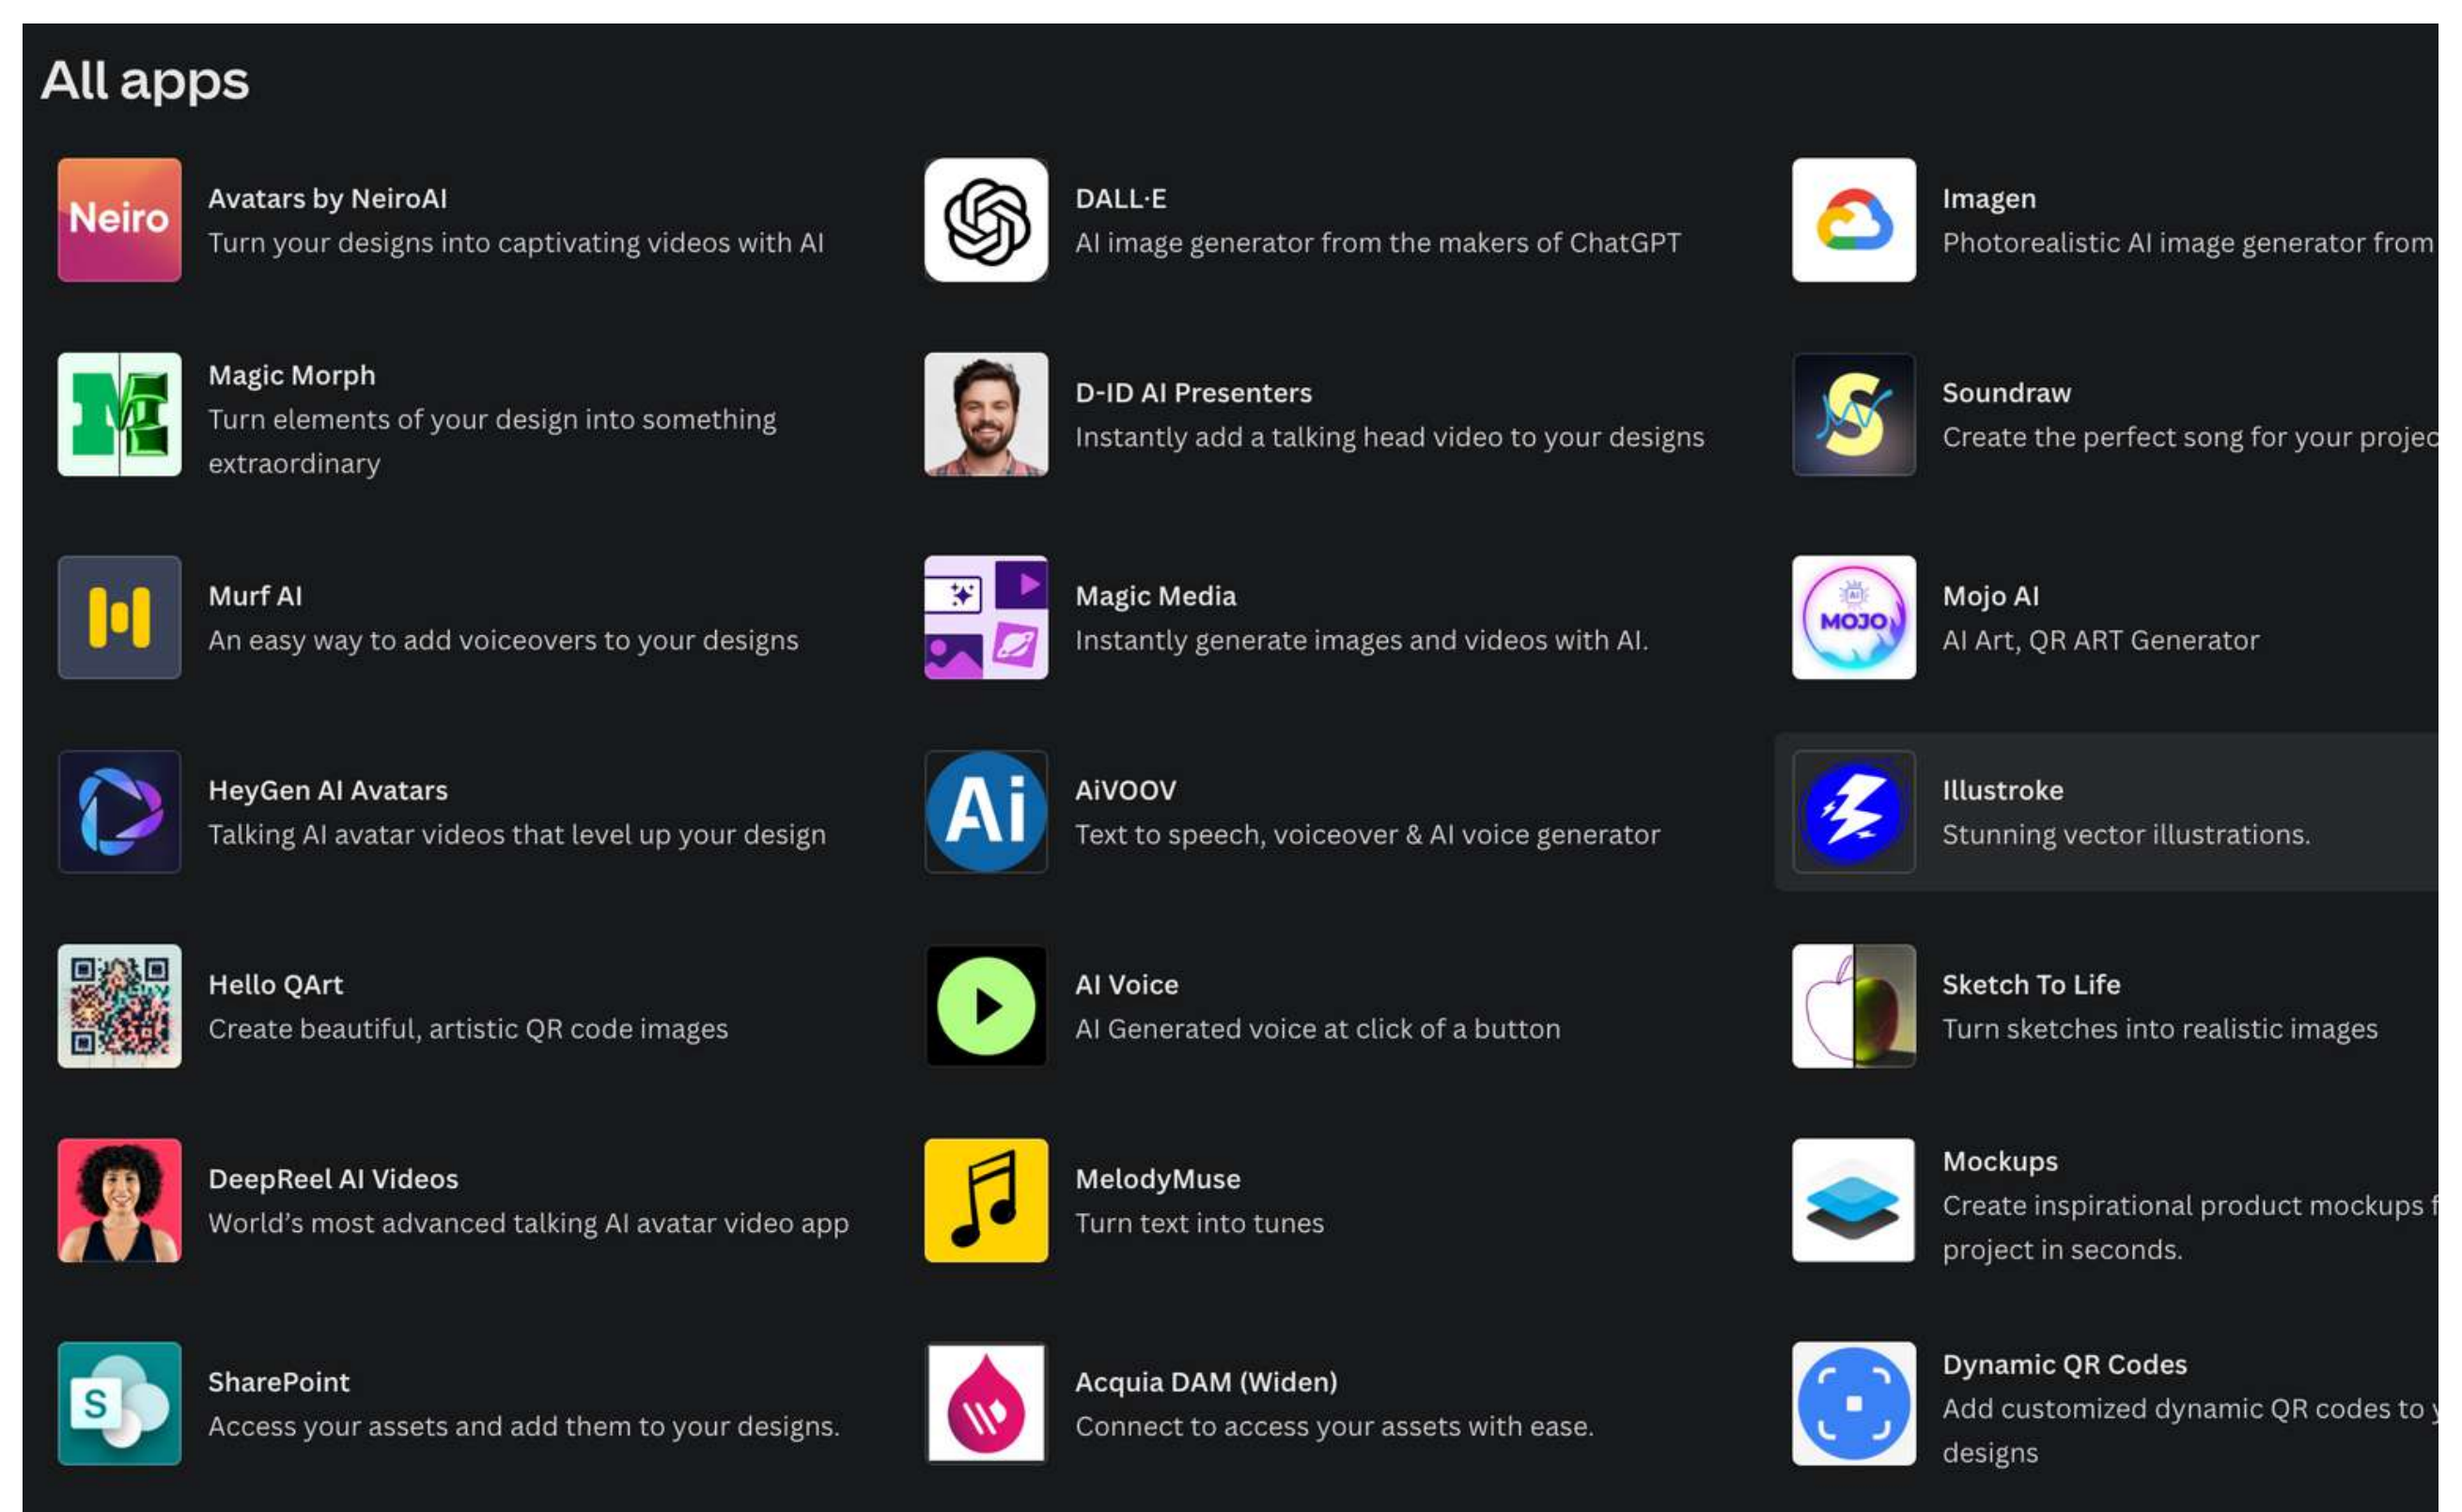 All apps
Neiro
Avatars by NeiroAI
Turn your designs into captivating videos with AI
DALL·E
AI image generator from the makers of ChatGPT
Imagen
Photorealistic AI image generator from
Magic Morph
Turn elements of your design into something
extraordinary
D-ID AI Presenters
Instantly add a talking head video to your designs
S
Soundraw
Create the perfect song for your projec
Murf AI
An easy way to add voiceovers to your designs
Magic Media
Instantly generate images and videos with AI.
AI
MOJO
Mojo AI
AI Art, QR ART Generator
HeyGen AI Avatars
Talking AI avatar videos that level up your design
Ai
AiVOOV
Text to speech, voiceover & AI voice generator
Illustroke
Stunning vector illustrations.
Hello QArt
Create beautiful, artistic QR code images
AI Voice
AI Generated voice at click of a button
Sketch To Life
Turn sketches into realistic images
DeepReel AI Videos
World’s most advanced talking AI avatar video app
MelodyMuse
Turn text into tunes
Mockups
Create inspirational product mockups f
project in seconds.
S
SharePoint
Access your assets and add them to your designs.
Acquia DAM (Widen)
Connect to access your assets with ease.
Dynamic QR Codes
Add customized dynamic QR codes to y
designs